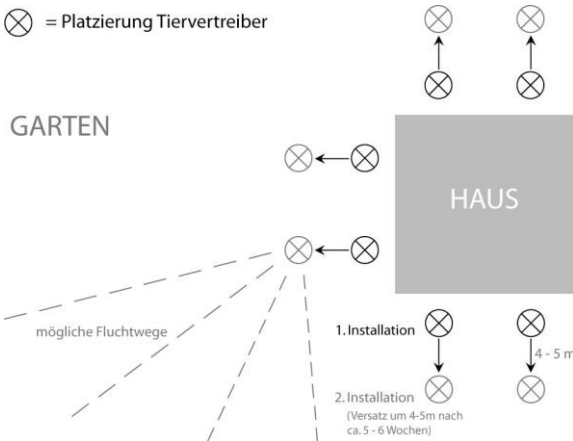 = Platzierung Tiervertreiber
GARTEN
HAUS
mögliche Fluchtwege
1. Installation
4 - 5 m
2. Installation
(Versatz um 4-5m nach
ca. 5 - 6 Wochen)